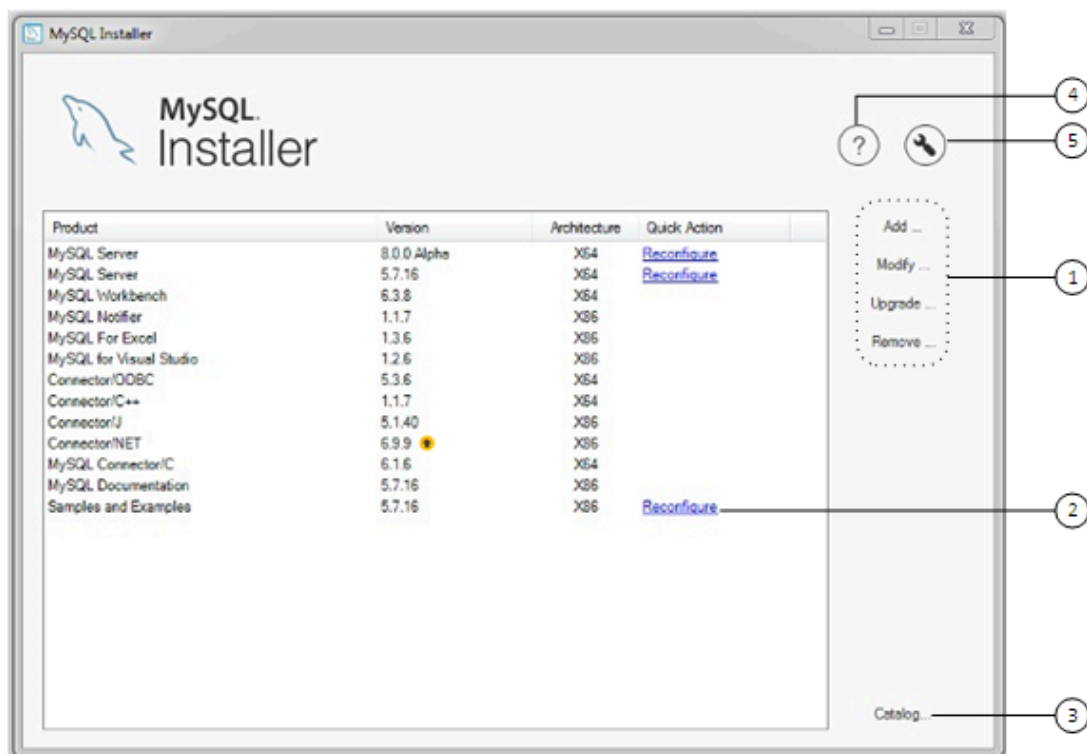 MySQL Installer
MySQL
Installer
?
4
5
Product Version Architecture Quick Action
MySQL Server 8.0.0 Alpha X64 Reconfigure
MySQL Server 5.7.16 X64 Reconfigure
MySQL Workbench 6.3.8 X64
MySQL Notifier 1.1.7 X86
MySQL For Excel 1.3.6 X86
MySQL for Visual Studio 1.2.6 X86
Connector/ODBC 5.3.6 X64
Connector/C++ 1.1.7 X64
Connector/J 5.1.40 X86
Connector/NET 6.9.9 X86
MySQL Connector/C 6.1.6 X64
MySQL Documentation 5.7.16 X86
Samples and Examples 5.7.16 X86 Reconfigure
Add ...
Modify ...
Upgrade ...
Remove ...
1
2
Catalog...
3